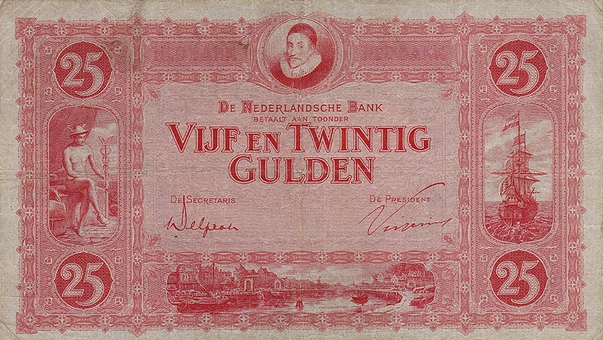 25
25
DE NEDERLANDSCHE BANK
BETAALT AAN TOONDER
VIJF EN TWINTIG
GULDEN
DE SECRETARIS
DE PRESIDENT
25
25